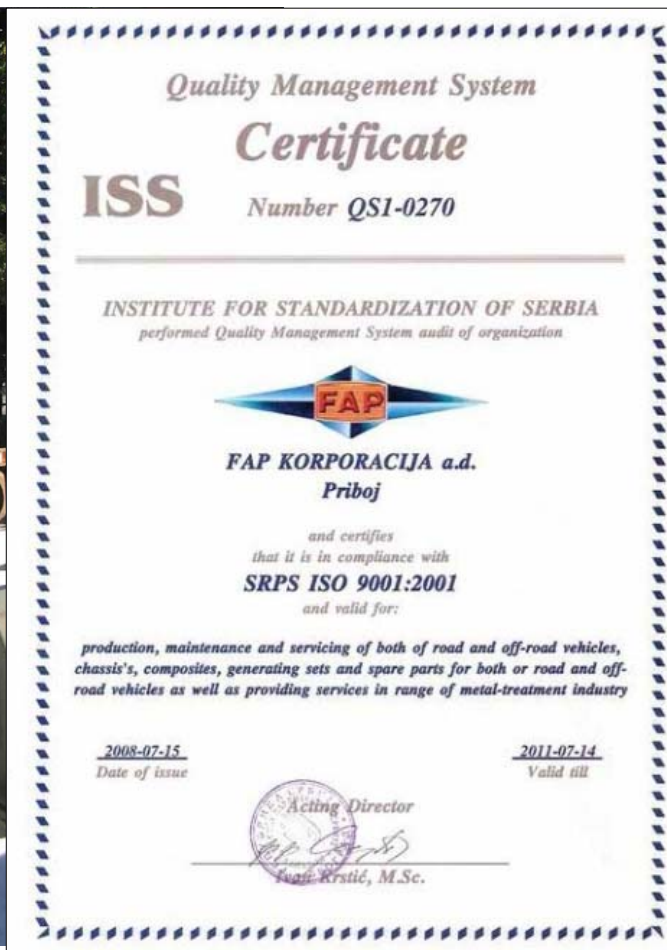 Quality Management System
Certificate
ISS
Number QS1-0270
INSTITUTE FOR STANDARDIZATION OF SERBIA
performed Quality Management System audit of organization
FAP
FAP KORPORACIJA a.d.
Priboj
and certifies
that it is in compliance with
SRPS ISO 9001:2001
and valid for:
production, maintenance and servicing of both of road and off-road vehicles,
chassis's, composites, generating sets and spare parts for both or road and off-
road vehicles as well as providing services in range of metal-treatment industry
2008-07-15
Date of issue
2011-07-14
Valid till
Acting Director
Ivan Krstić, M.Sc.